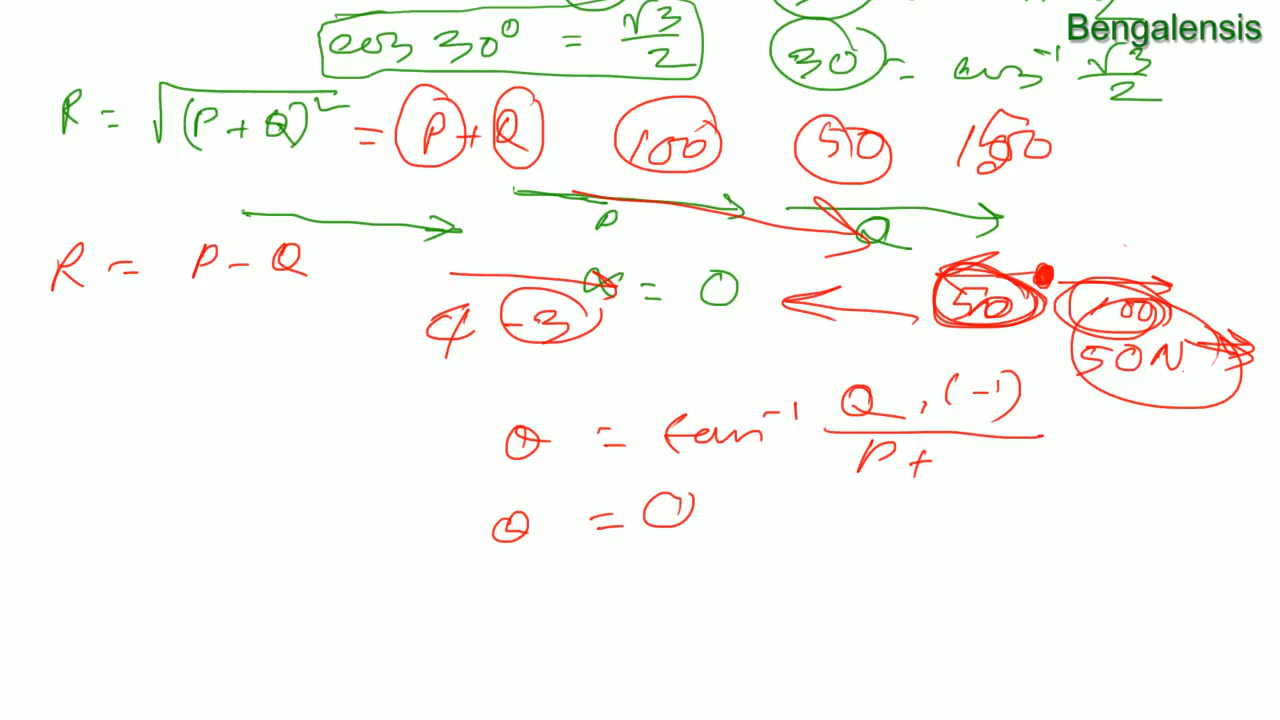 Bengalensis
cos 30° = √3/2
30 = cos⁻¹ √3/2
R = √(P + Q)² = P + Q 100 50
P Q
R = P - Q
α = 0
4 - 3
50 100
50N
θ = tan⁻¹ Q . (-1) / P +
θ = 0